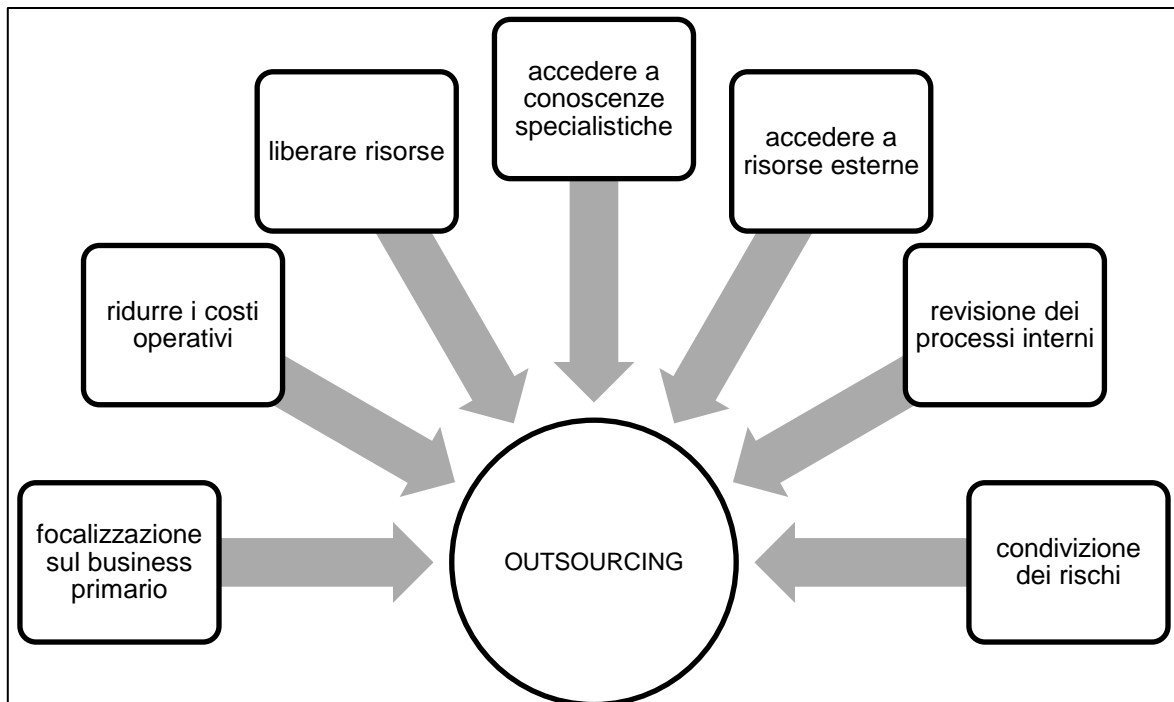 focalizzazione
sul business
primario
ridurre i costi
operativi
liberare risorse
accedere a
conoscenze
specialistiche
accedere a
risorse esterne
revisione dei
processi interni
condivizione
dei rischi
OUTSOURCING